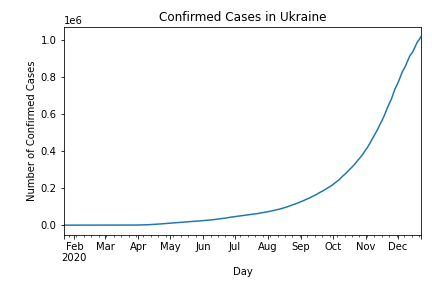 Confirmed Cases in Ukraine
1e6
1.0
0.8
0.6
0.4
0.2
0.0
Number of Confirmed Cases
Feb Mar Apr May Jun Jul Aug Sep Oct Nov Dec
2020
Day